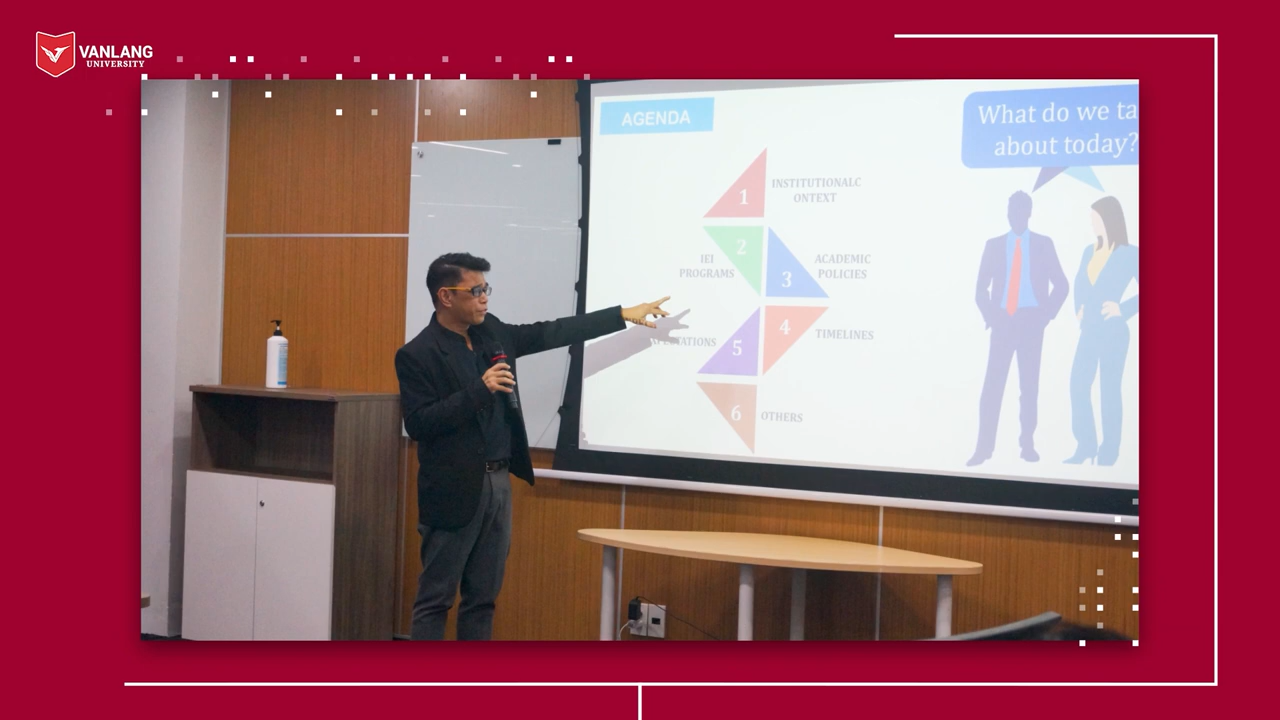 VANLANG
UNIVERSITY
AGENDA
What do we ta
about today?
1
INSTITUTIONALC
ONTEXT
2
IEI
PROGRAMS
3
ACADEMIC
POLICIES
4
TIMELINES
5
TATIONS
6
OTHERS